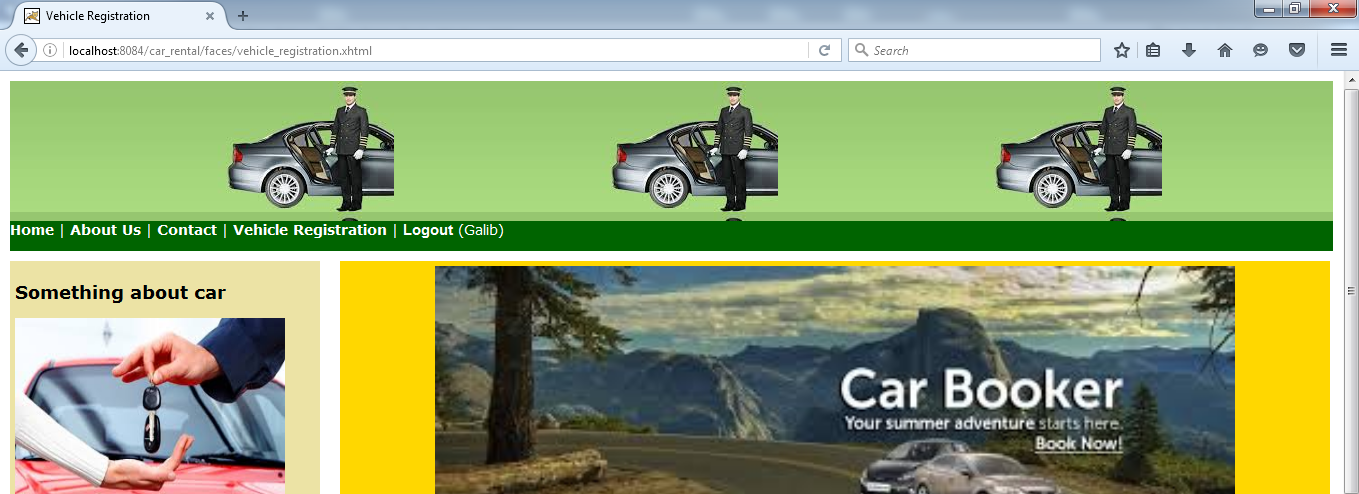 Vehicle Registration
localhost:8084/car_rental/faces/vehicle_registration.xhtml
Search
Home | About Us | Contact | Vehicle Registration | Logout (Galib)
Something about car
Car Booker
Your summer adventure starts here.
Book Now!